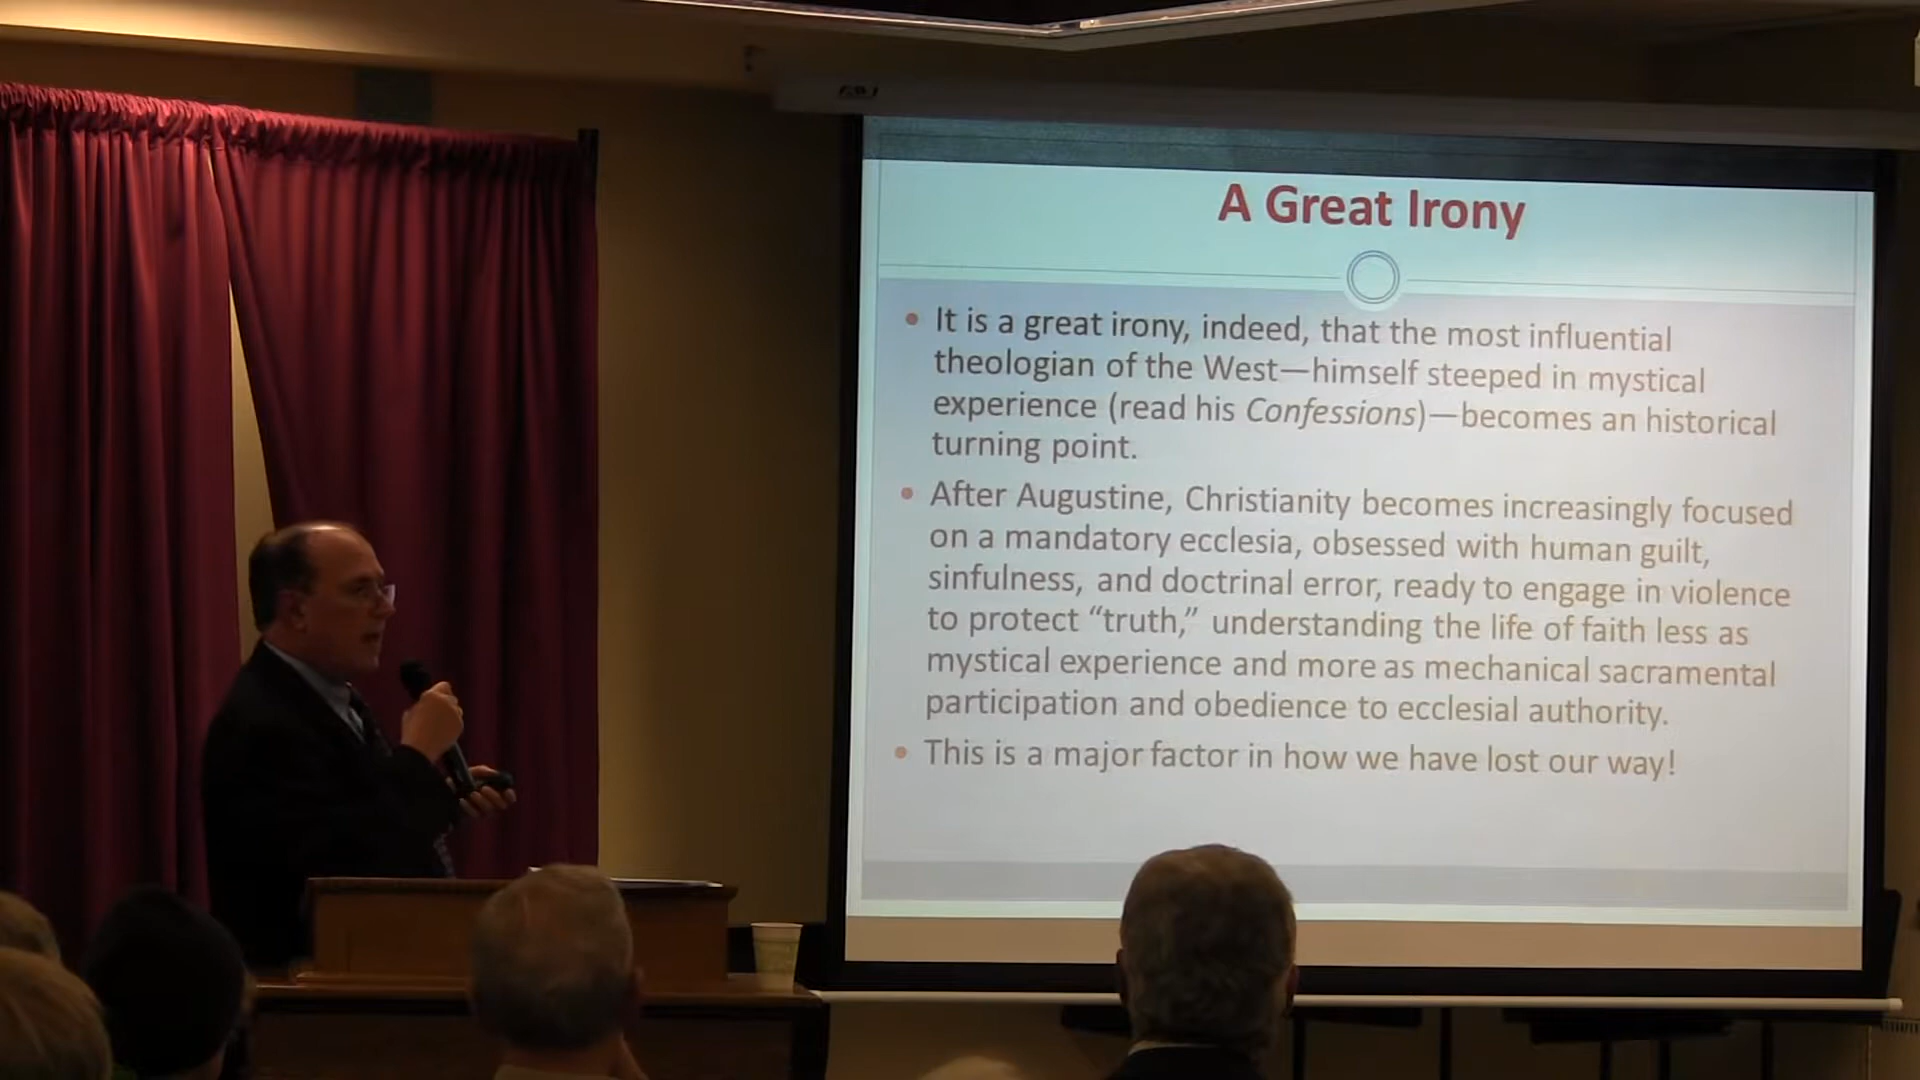 A Great Irony
• It is a great irony, indeed, that the most influential
theologian of the West—himself steeped in mystical
experience (read his Confessions)—becomes an historical
turning point.
• After Augustine, Christianity becomes increasingly focused
on a mandatory ecclesia, obsessed with human guilt,
sinfulness, and doctrinal error, ready to engage in violence
to protect “truth,” understanding the life of faith less as
mystical experience and more as mechanical sacramental
participation and obedience to ecclesial authority.
• This is a major factor in how we have lost our way!